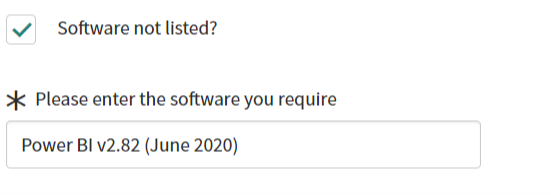 Software not listed?
* Please enter the software you require
Power BI v2.82 (June 2020)